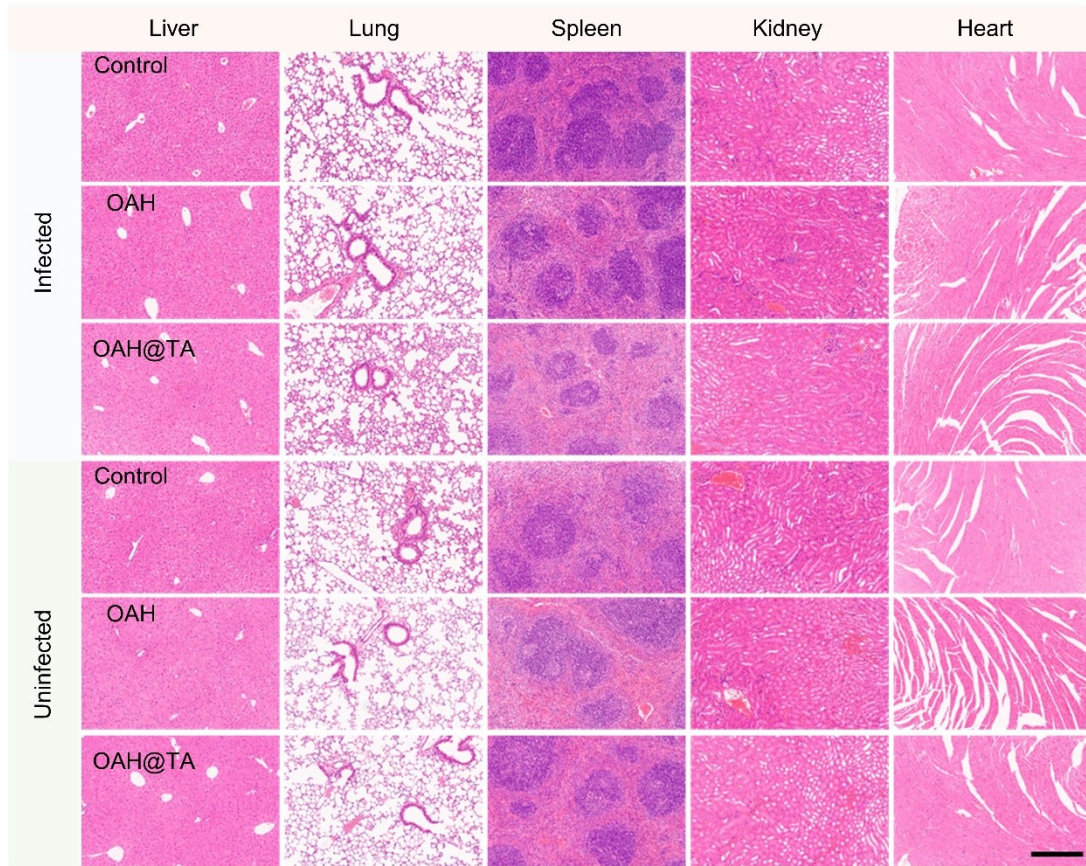 Liver Lung Spleen Kidney Heart
Infected
Control
OAH
OAH@TA
Uninfected
Control
OAH
OAH@TA